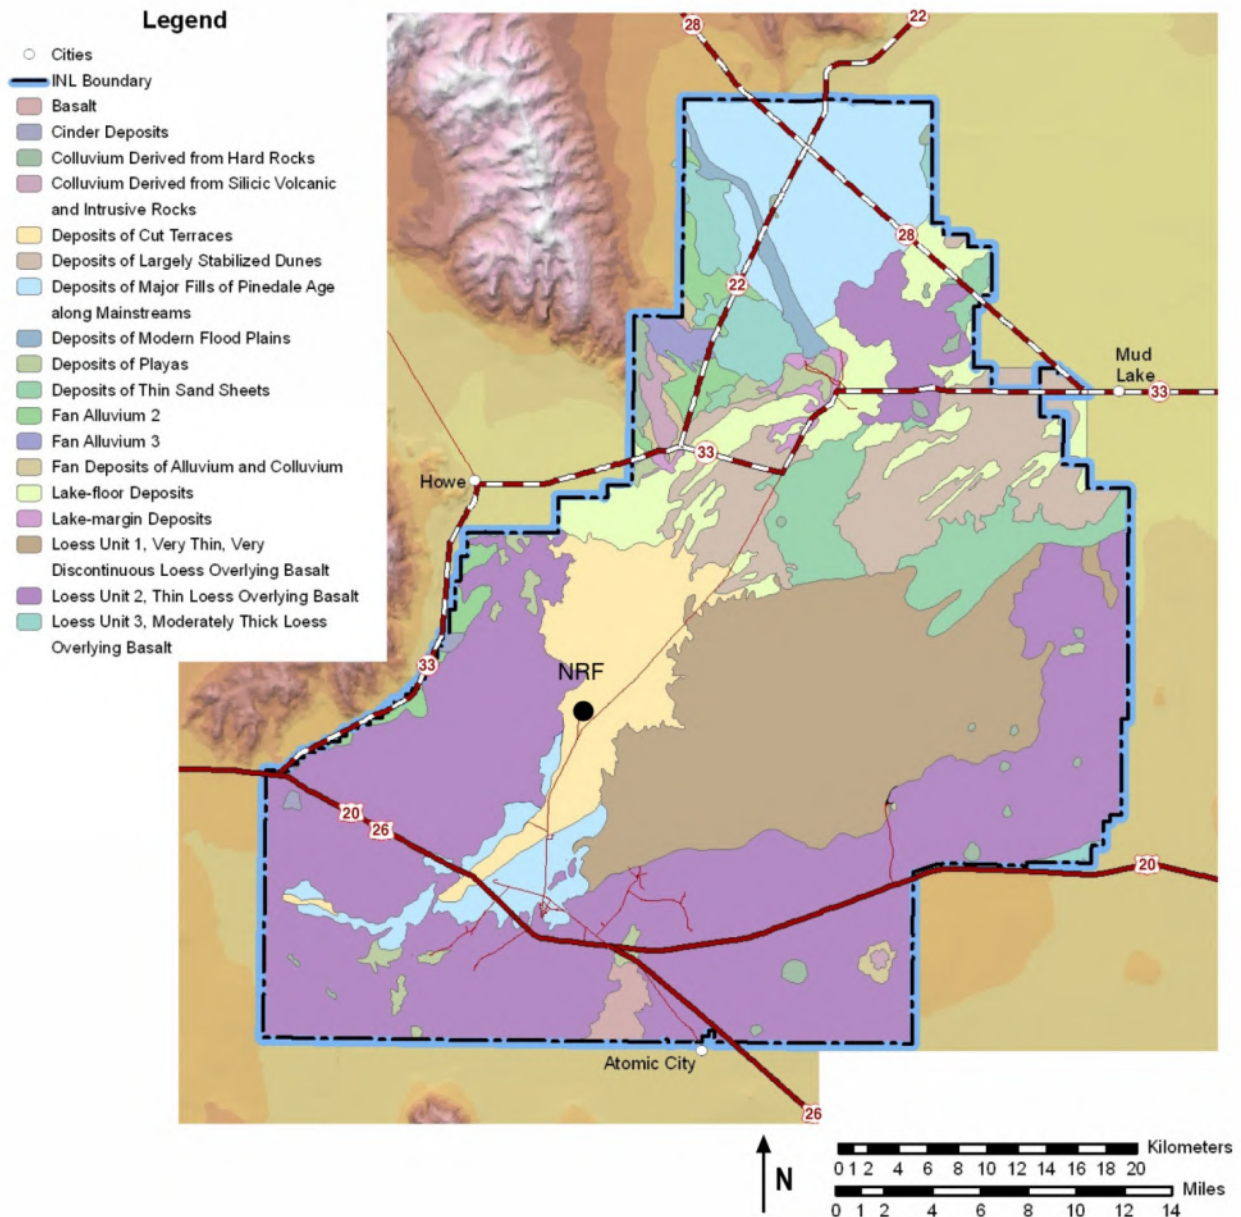 Legend
Cities
INL Boundary
Basalt
Cinder Deposits
Colluvium Derived from Hard Rocks
Colluvium Derived from Silicic Volcanic
and Intrusive Rocks
Deposits of Cut Terraces
Deposits of Largely Stabilized Dunes
Deposits of Major Fills of Pinedale Age
along Mainstreams
Deposits of Modern Flood Plains
Deposits of Playas
Deposits of Thin Sand Sheets
Fan Alluvium 2
Fan Alluvium 3
Fan Deposits of Alluvium and Colluvium
Lake-floor Deposits
Lake-margin Deposits
Loess Unit 1, Very Thin, Very
Discontinuous Loess Overlying Basalt
Loess Unit 2, Thin Loess Overlying Basalt
Loess Unit 3, Moderately Thick Loess
Overlying Basalt
28
22
28
22
Mud
Lake
33
33
Howe
33
NRF
20
26
20
Atomic City
26
N
Kilometers
0 1 2 4 6 8 10 12 14 16 18 20
Miles
0 1 2 4 6 8 10 12 14